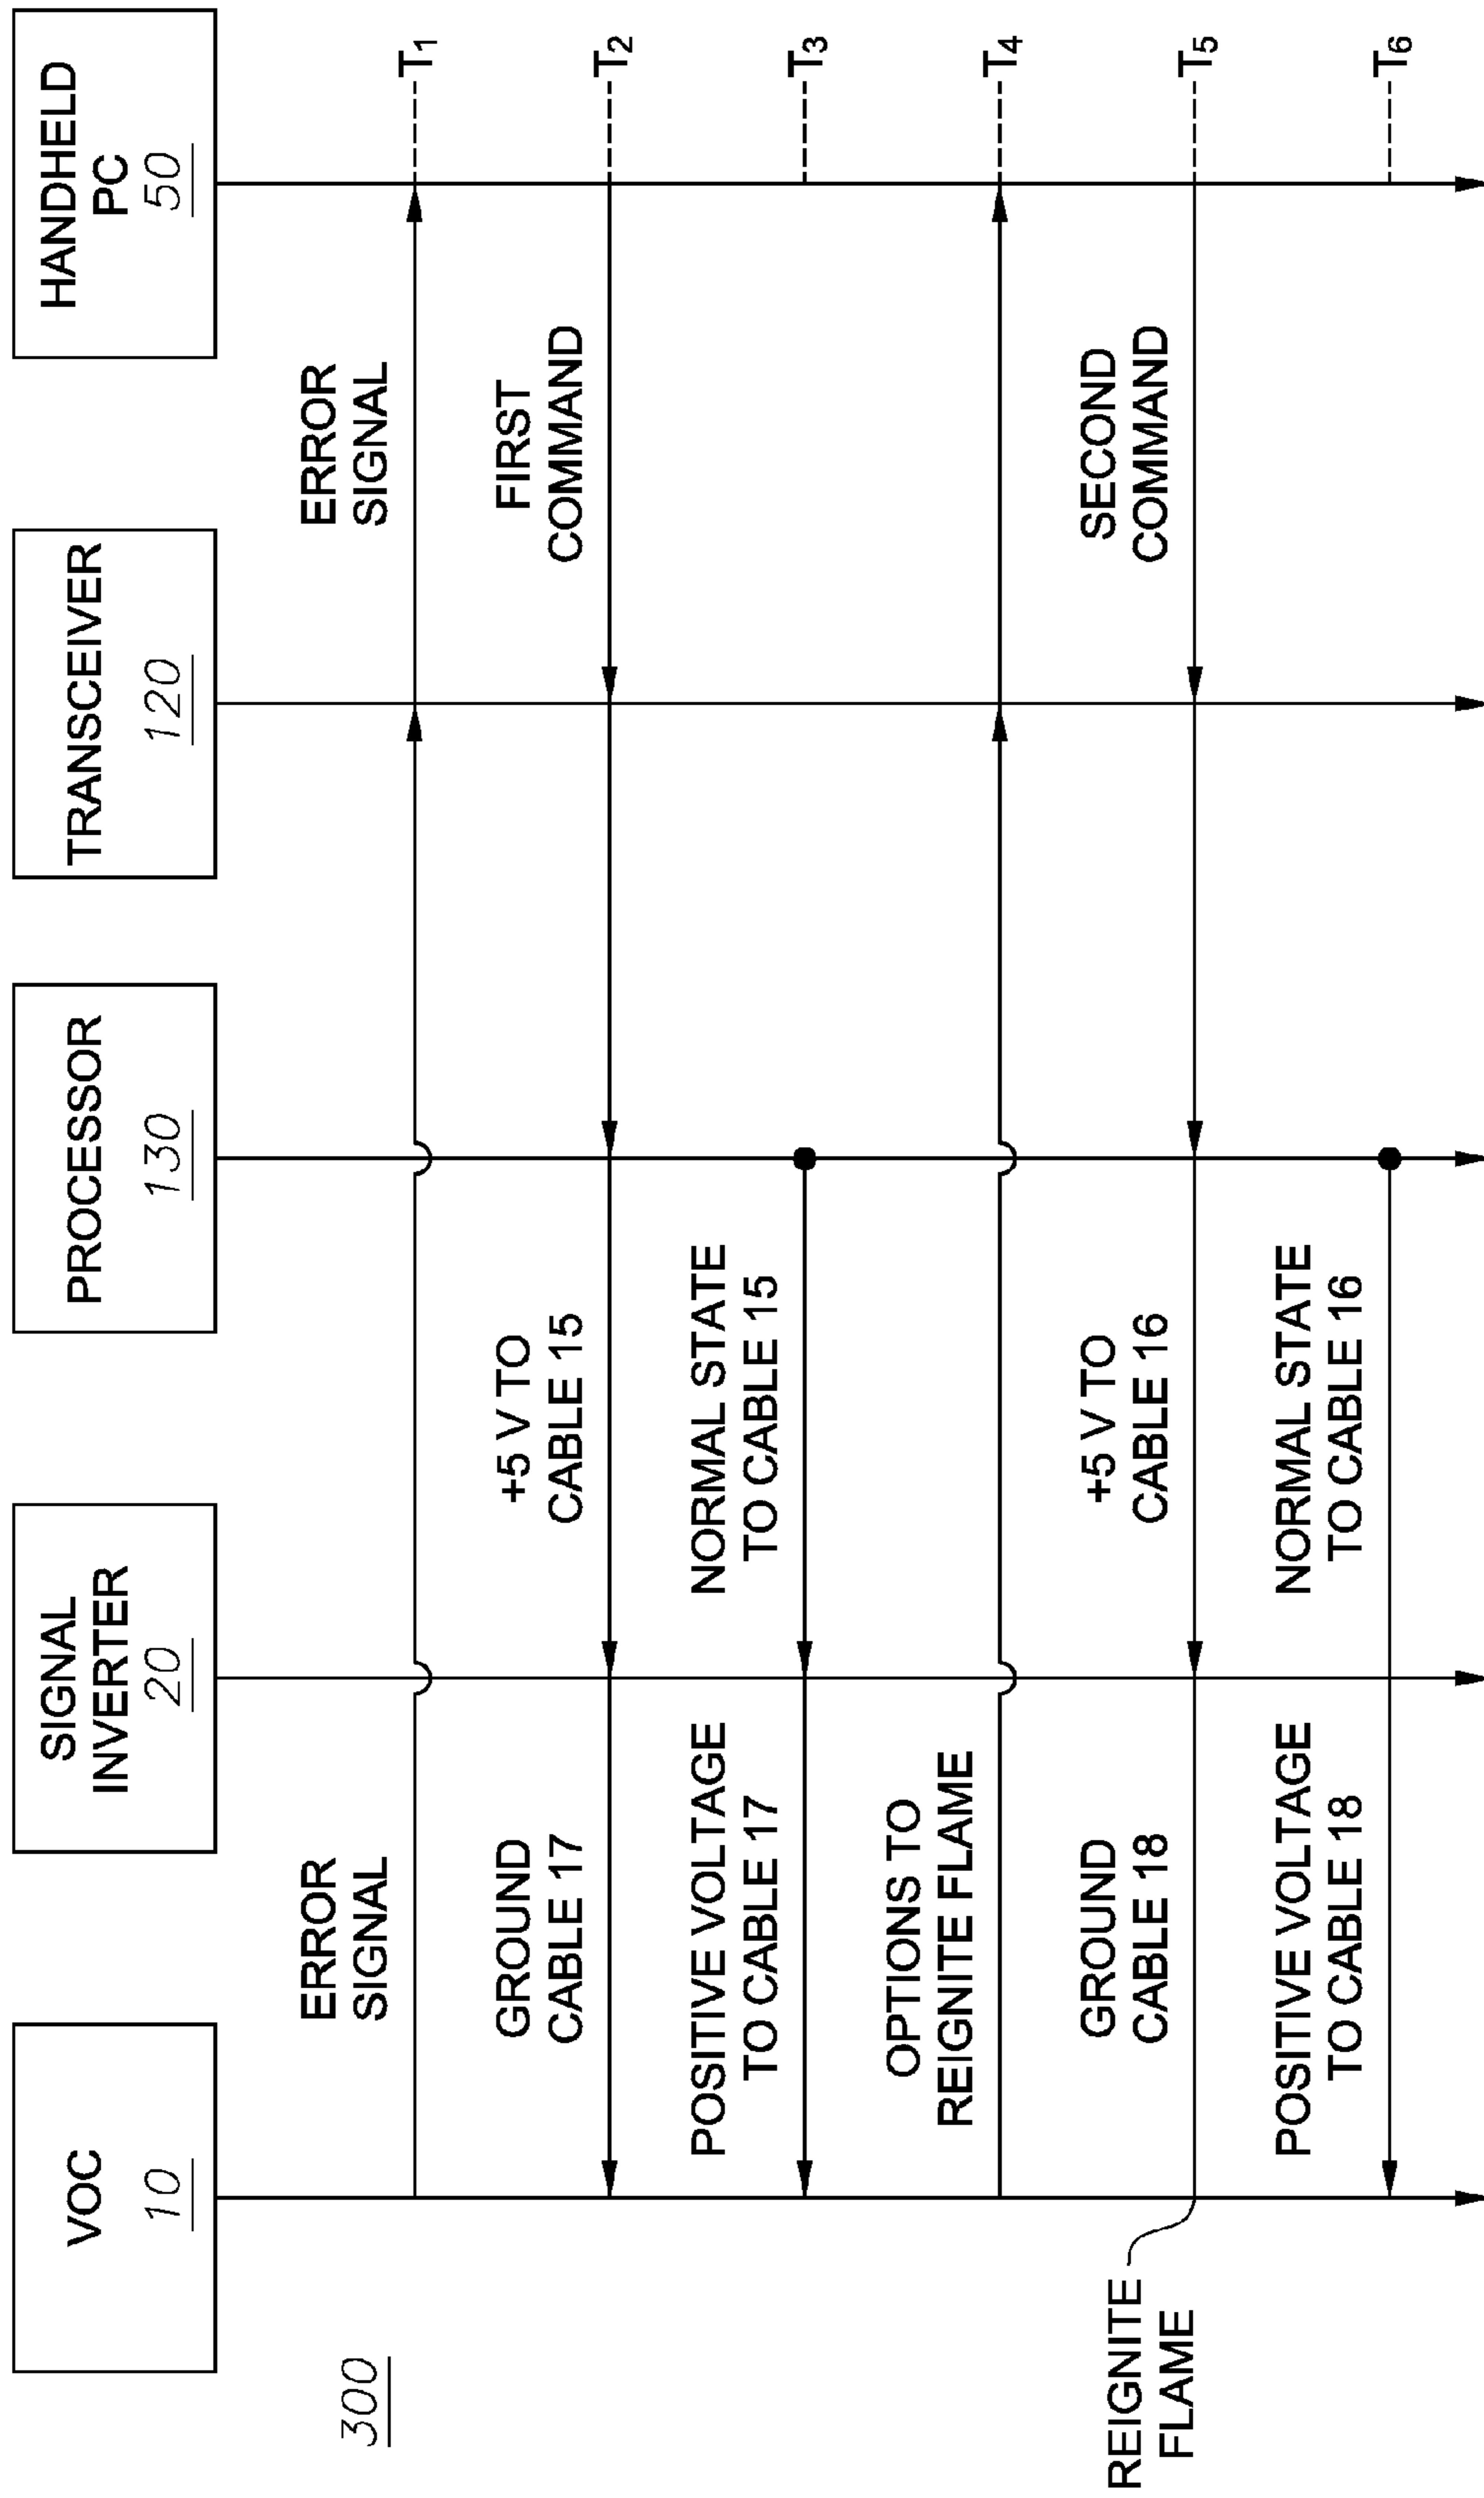 VOC
10
SIGNAL
INVERTER
20
PROCESSOR
130
TRANSCEIVER
120
HANDHELD
PC
50
300
ERROR
SIGNAL
ERROR
SIGNAL
T1
GROUND
CABLE 17
+5 V TO
CABLE 15
FIRST
COMMAND
T2
POSITIVE VOLTAGE
TO CABLE 17
NORMAL STATE
TO CABLE 15
T3
OPTIONS TO
REIGNITE FLAME
T4
REIGNITE
FLAME
GROUND
CABLE 18
+5 V TO
CABLE 16
SECOND
COMMAND
T5
POSITIVE VOLTAGE
TO CABLE 18
NORMAL STATE
TO CABLE 16
T6